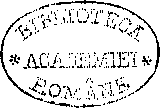 BIBLIOTECA
* ACADEMIEI *
ROMÂNE